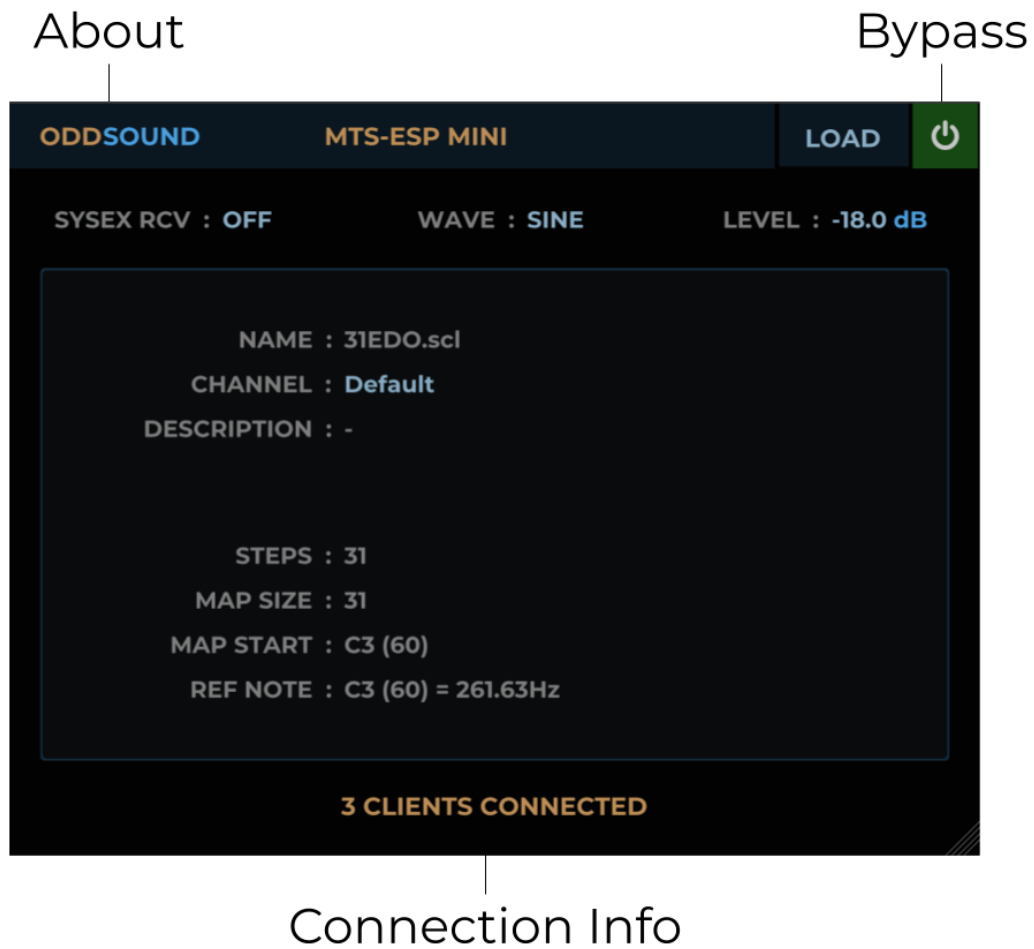 About Bypass
ODDSOUND MTS-ESP MINI LOAD
SYSEX RCV : OFF WAVE : SINE LEVEL : -18.0 dB
NAME : 31EDO.scl
CHANNEL : Default
DESCRIPTION : -
STEPS : 31
MAP SIZE : 31
MAP START : C3 (60)
REF NOTE : C3 (60) = 261.63Hz
3 CLIENTS CONNECTED
Connection Info